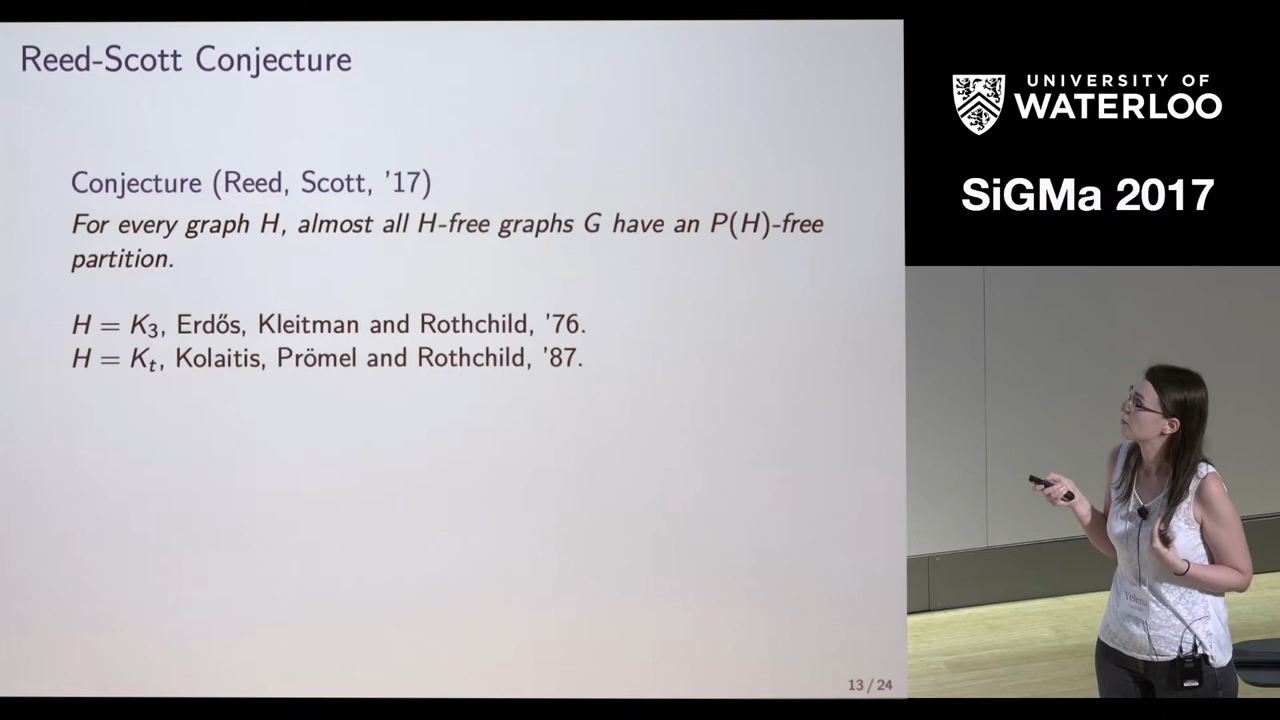 Reed-Scott Conjecture
Conjecture (Reed, Scott, '17)
For every graph H, almost all H-free graphs G have an P(H)-free
partition.
H = K₃, Erdős, Kleitman and Rothchild, '76.
H = Kₜ, Kolaitis, Prömel and Rothchild, '87.
13 / 24
UNIVERSITY OF
WATERLOO
SiGMa 2017
Yelena